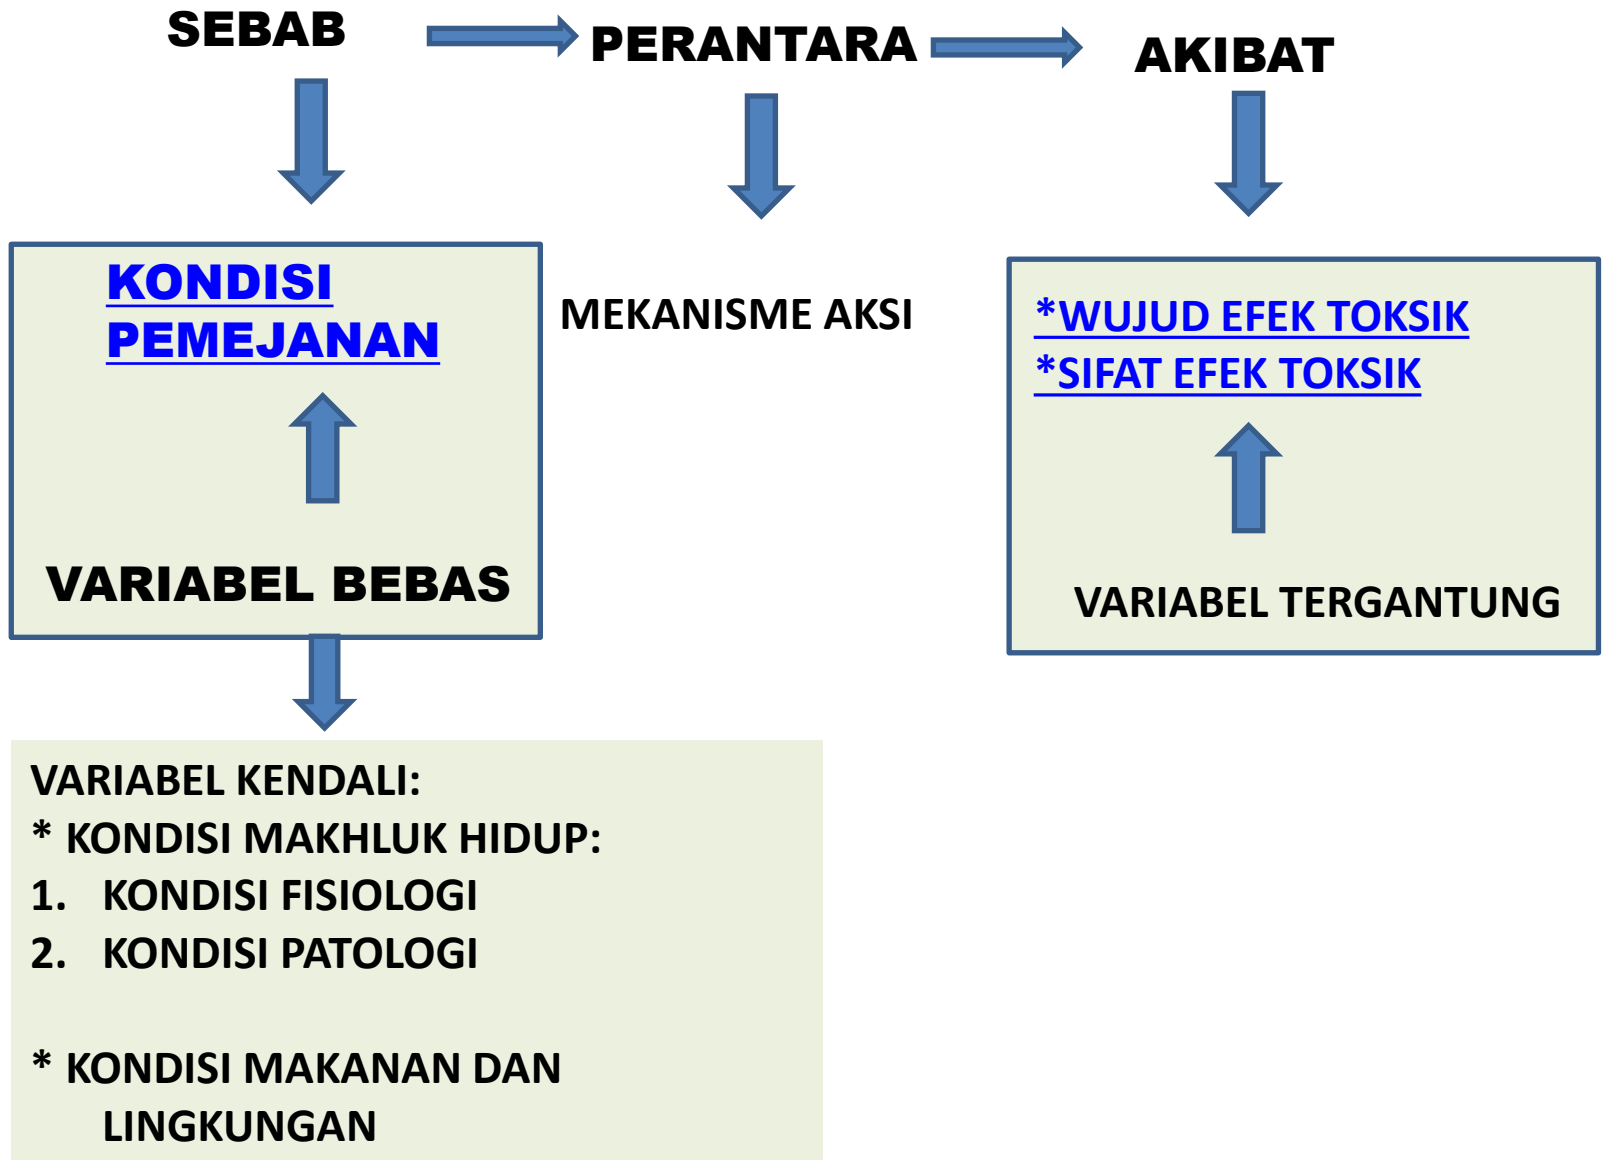 SEBAB
PERANTARA
AKIBAT
KONDISI
PEMEJANAN
VARIABEL BEBAS
MEKANISME AKSI
*WUJUD EFEK TOKSIK
*SIFAT EFEK TOKSIK
VARIABEL TERGANTUNG
VARIABEL KENDALI:
* KONDISI MAKHLUK HIDUP:
1. KONDISI FISIOLOGI
2. KONDISI PATOLOGI
* KONDISI MAKANAN DAN
LINGKUNGAN